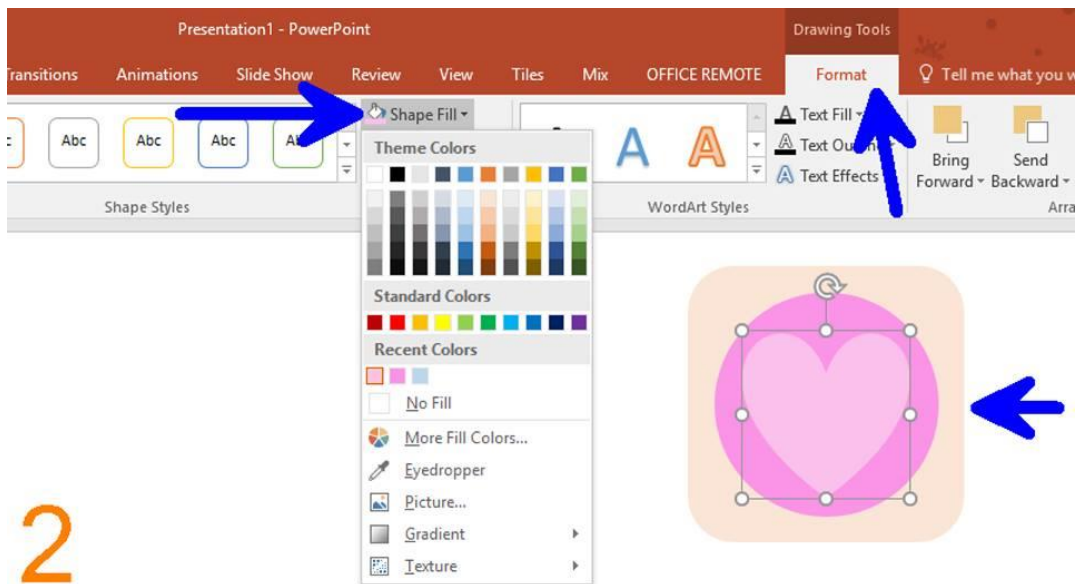 Presentation1 - PowerPoint
Drawing Tools
Transitions Animations Slide Show Review View Tiles Mix OFFICE REMOTE Format Tell me what you w
Abc Abc Abc
Shape Fill
A A
Text Fill
Text
Text Effects
Bring Forward
Send Backward
Shape Styles
WordArt Styles
Arra
Theme Colors
Standard Colors
Recent Colors
No Fill
More Fill Colors...
Eyedropper
Picture...
Gradient
Texture
2